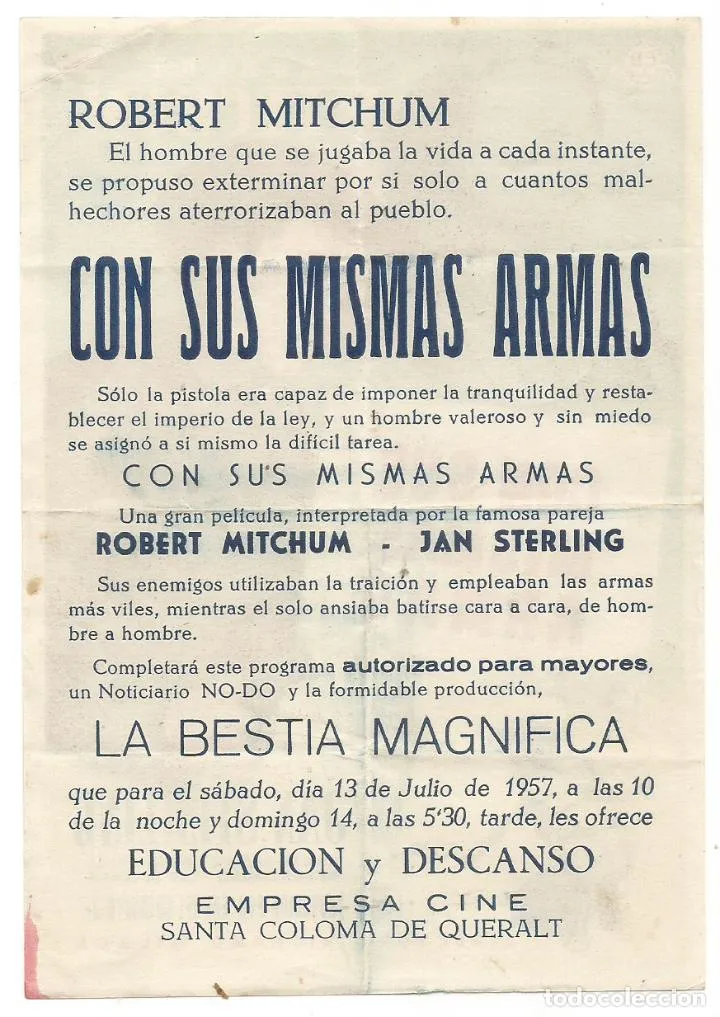 ROBERT MITCHUM
El hombre que se jugaba la vida a cada instante,
se propuso exterminar por si solo a cuantos mal-
hechores aterrorizaban al pueblo.
CON SUS MISMAS ARMAS
Sólo la pistola era capaz de imponer la tranquilidad y resta-
blecer el imperio de la ley, y un hombre valeroso y sin miedo
se asignó a si mismo la difícil tarea.
CON SUS MISMAS ARMAS
Una gran película, interpretada por la famosa pareja
ROBERT MITCHUM - JAN STERLING
Sus enemigos utilizaban la traición y empleaban las armas
más viles, mientras el solo ansiaba batirse cara a cara, de hom-
bre a hombre.
Completará este programa autorizado para mayores,
un Noticiario NO-DO y la formidable producción,
LA BESTIA MAGNIFICA
que para el sábado, día 13 de Julio de 1957, a las 10
de la noche y domingo 14, a las 5'30, tarde, les ofrece
EDUCACION y DESCANSO
EMPRESA CINE
SANTA COLOMA DE QUERALT
todocoleccion